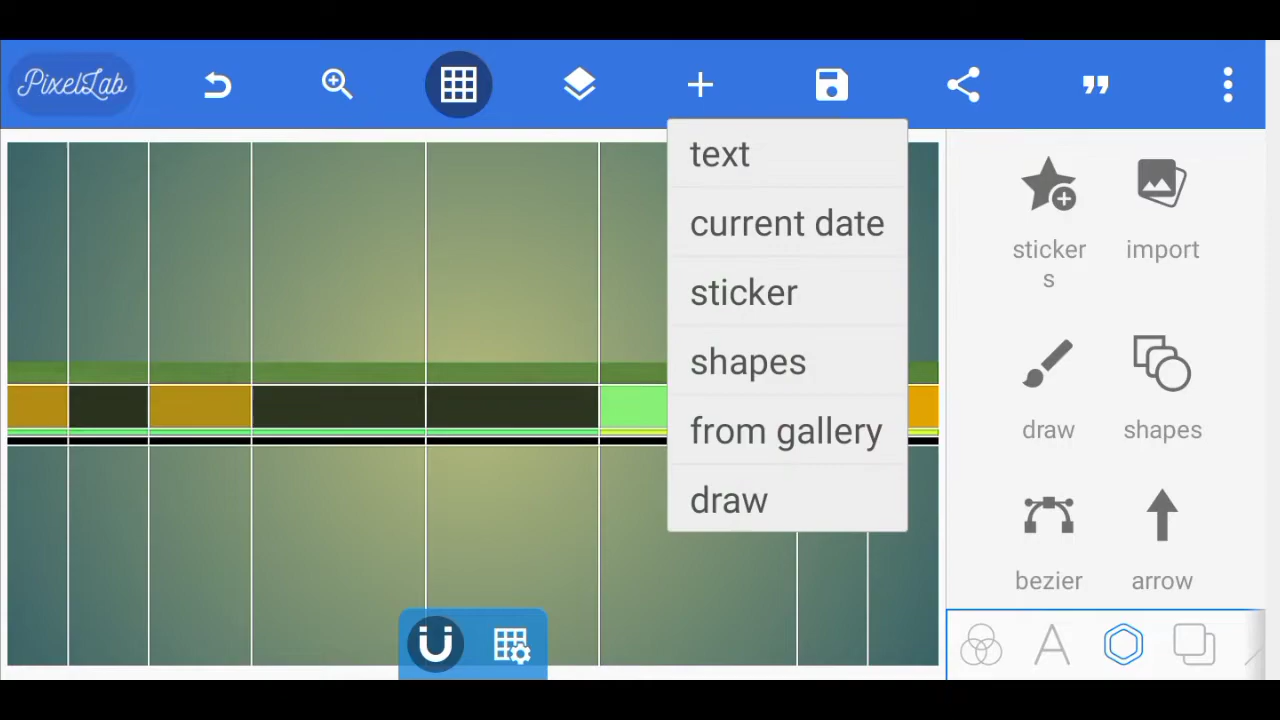 PixelLab
text
current date
sticker
shapes
from gallery
draw
sticker
s
import
draw
shapes
bezier
arrow